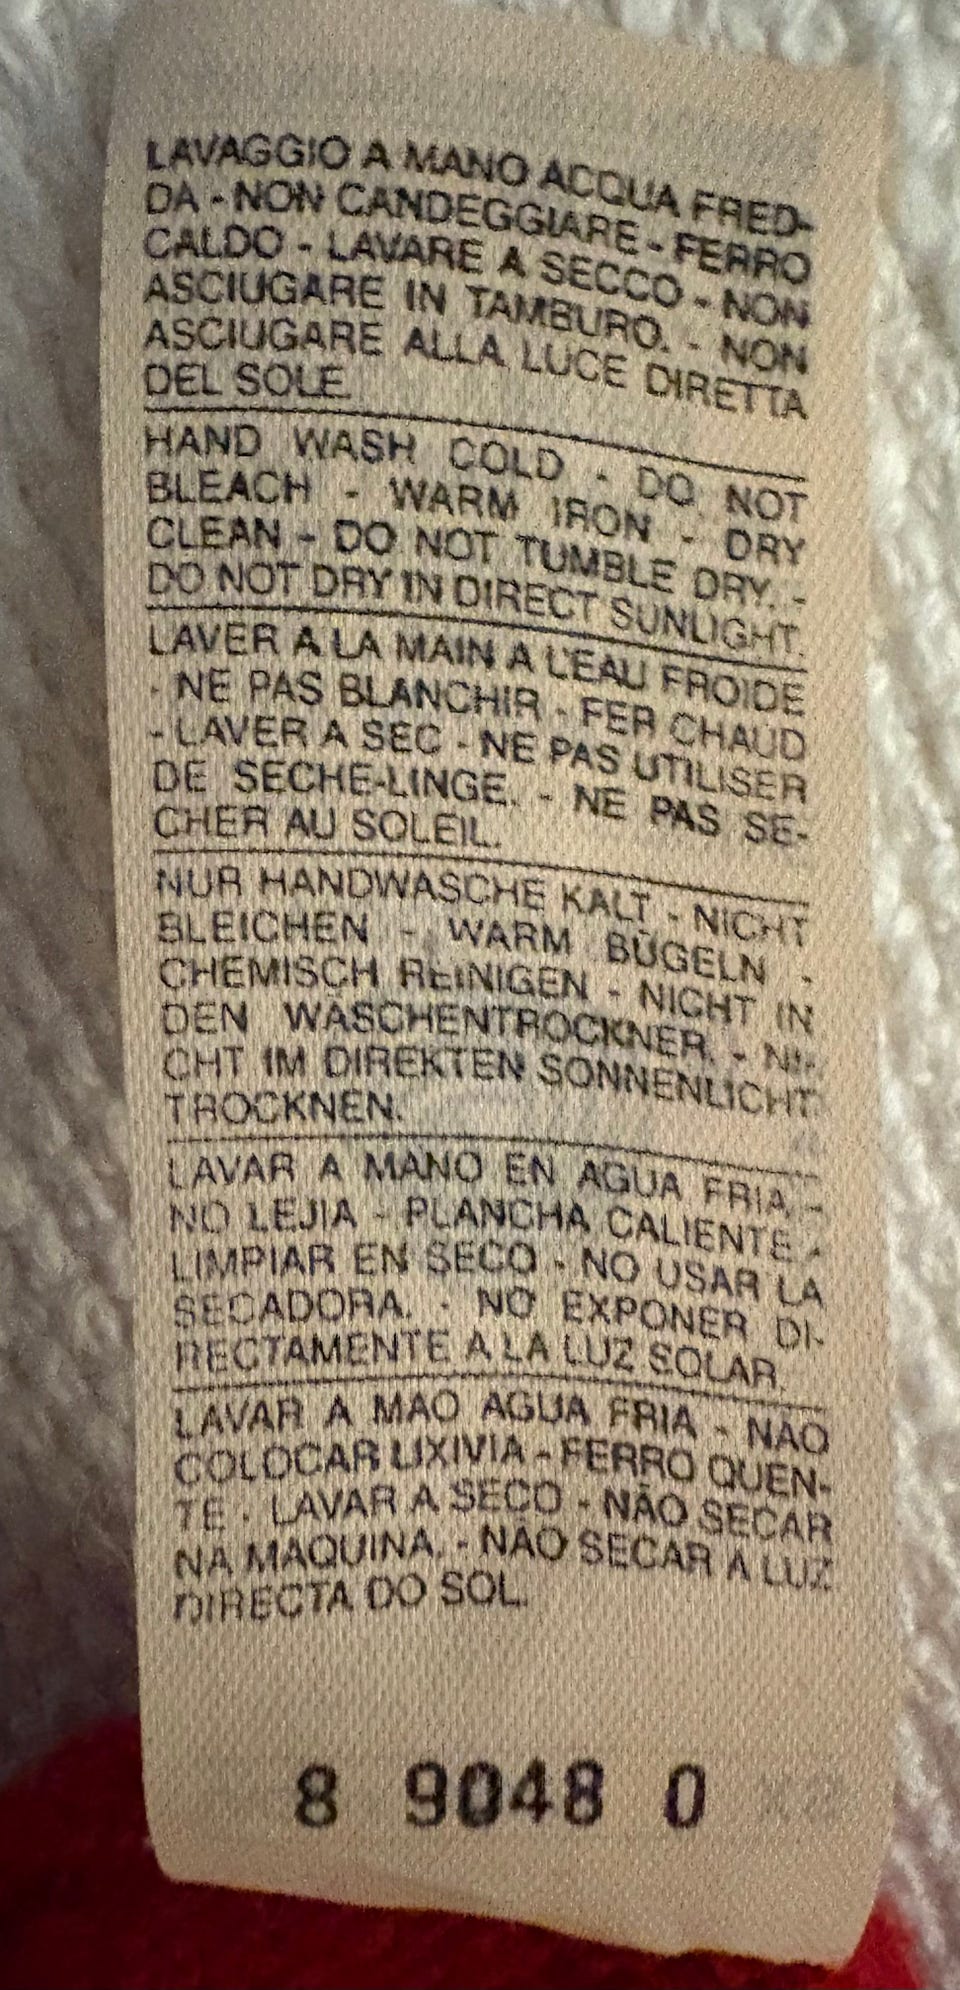 LAVAGGIO A MANO ACQUA FRED-
DA - NON CANDEGGIARE - FERRO
CALDO - LAVARE A SECCO - NON
ASCIUGARE IN TAMBURO. - NON
ASCIUGARE ALLA LUCE DIRETTA
DEL SOLE.
HAND WASH COLD - DO NOT
BLEACH - WARM IRON - DRY
CLEAN - DO NOT TUMBLE DRY. -
DO NOT DRY IN DIRECT SUNLIGHT.
LAVER A LA MAIN A L'EAU FROIDE
- NE PAS BLANCHIR - FER CHAUD
- LAVER A SEC - NE PAS UTILISER
DE SECHE-LINGE. - NE PAS SE-
CHER AU SOLEIL.
NUR HANDWASCHE KALT - NICHT
BLEICHEN - WARM BÜGELN -
CHEMISCH REINIGEN - NICHT IN
DEN WÄSCHENTROCKNER. - NI-
CHT IM DIREKTEN SONNENLICHT
TROCKNEN.
LAVAR A MANO EN AGUA FRIA -
NO LEJIA - PLANCHA CALIENTE -
LIMPIAR EN SECO - NO USAR LA
SECADORA. - NO EXPONER DI-
RECTAMENTE A LA LUZ SOLAR.
LAVAR A MAO AGUA FRIA - NÃO
COLOCAR LIXIVIA - FERRO QUEN-
TE - LAVAR A SECO - NÃO SECAR
NA MAQUINA. - NÃO SECAR A LUZ
DIRECTA DO SOL.
8 9048 0